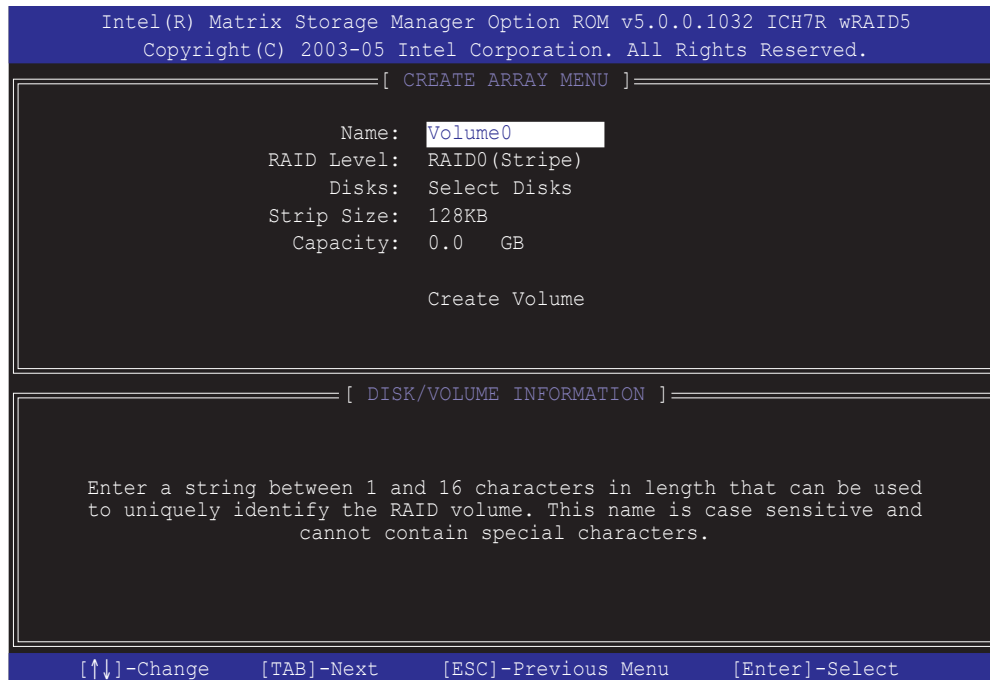 Intel(R) Matrix Storage Manager Option ROM v5.0.0.1032 ICH7R wRAID5
Copyright(C) 2003-05 Intel Corporation. All Rights Reserved.
[ CREATE ARRAY MENU ]
Name: Volume0
RAID Level: RAID0(Stripe)
Disks: Select Disks
Strip Size: 128KB
Capacity: 0.0 GB
Create Volume
[ DISK/VOLUME INFORMATION ]
Enter a string between 1 and 16 characters in length that can be used
to uniquely identify the RAID volume. This name is case sensitive and
cannot contain special characters.
[↑↓]-Change [TAB]-Next [ESC]-Previous Menu [Enter]-Select